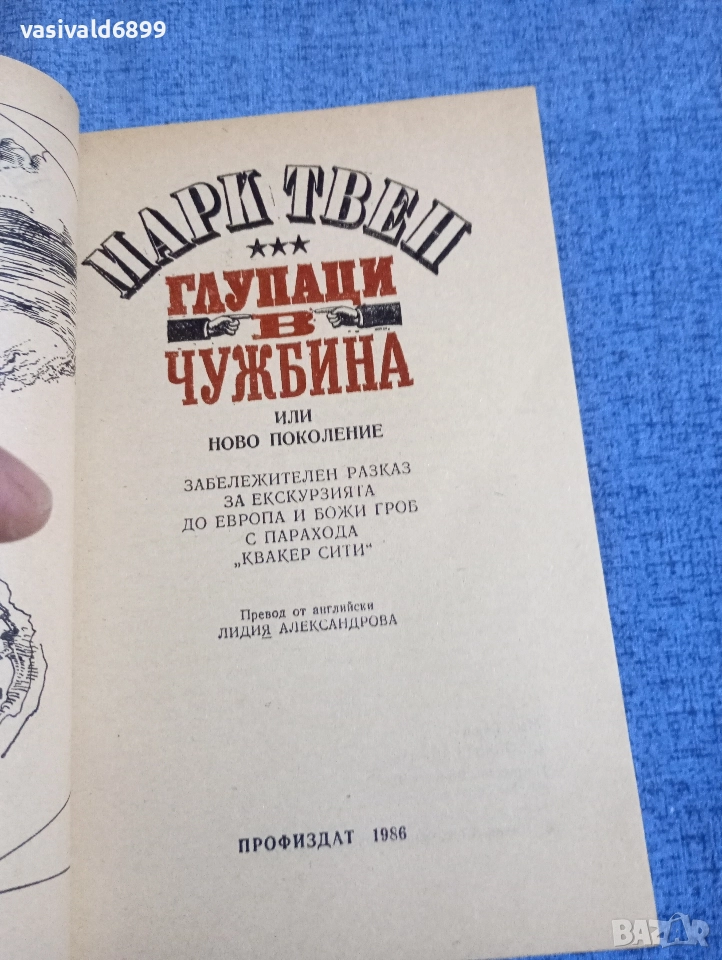 vasivald6899
МАРК ТВЕН
ГЛУПАЦИ
В
ЧУЖБИНА
ИЛИ
НОВО ПОКОЛЕНИЕ
ЗАБЕЛЕЖИТЕЛЕН РАЗКАЗ
ЗА ЕКСКУРЗИЯТА
ДО ЕВРОПА И БОЖИ ГРОБ
С ПАРАХОДА
„КВАКЕР СИТИ“
Превод от английски
ЛИДИЯ АЛЕКСАНДРОВА
ПРОФИЗДАТ 1986
BAZAR